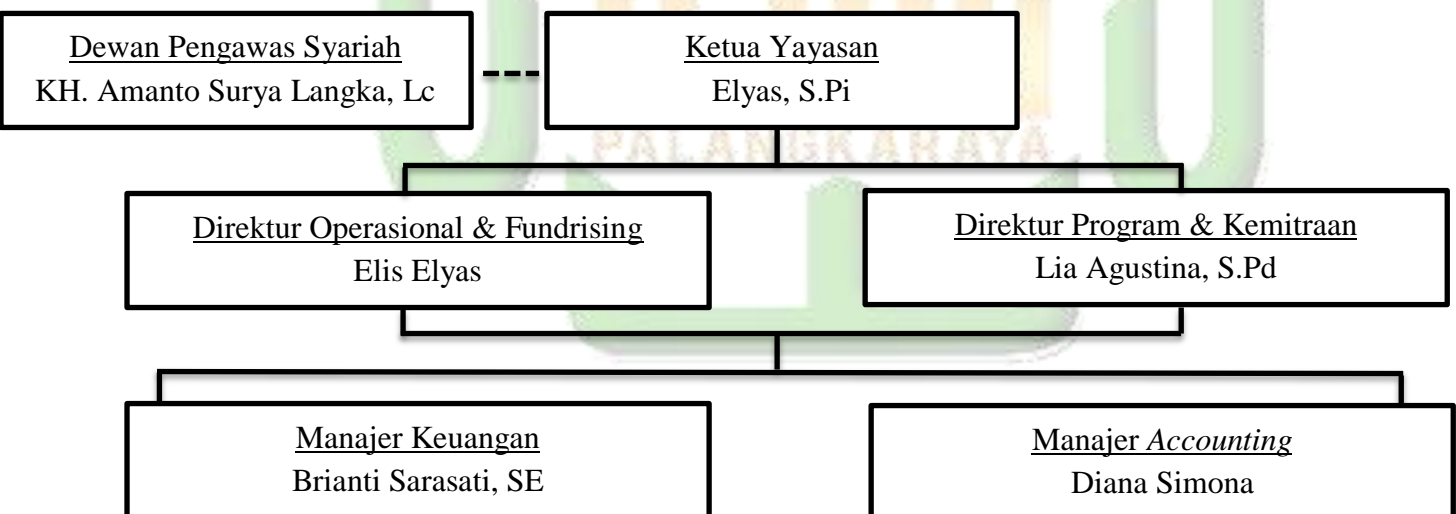 Dewan Pengawas Syariah
KH. Amanto Surya Langka, Lc
Ketua Yayasan
Elyas, S.Pi
PALANGKARAYA
Direktur Operasional & Fundrising
Elis Elyas
Direktur Program & Kemitraan
Lia Agustina, S.Pd
Manajer Keuangan
Brianti Sarasati, SE
Manajer Accounting
Diana Simona